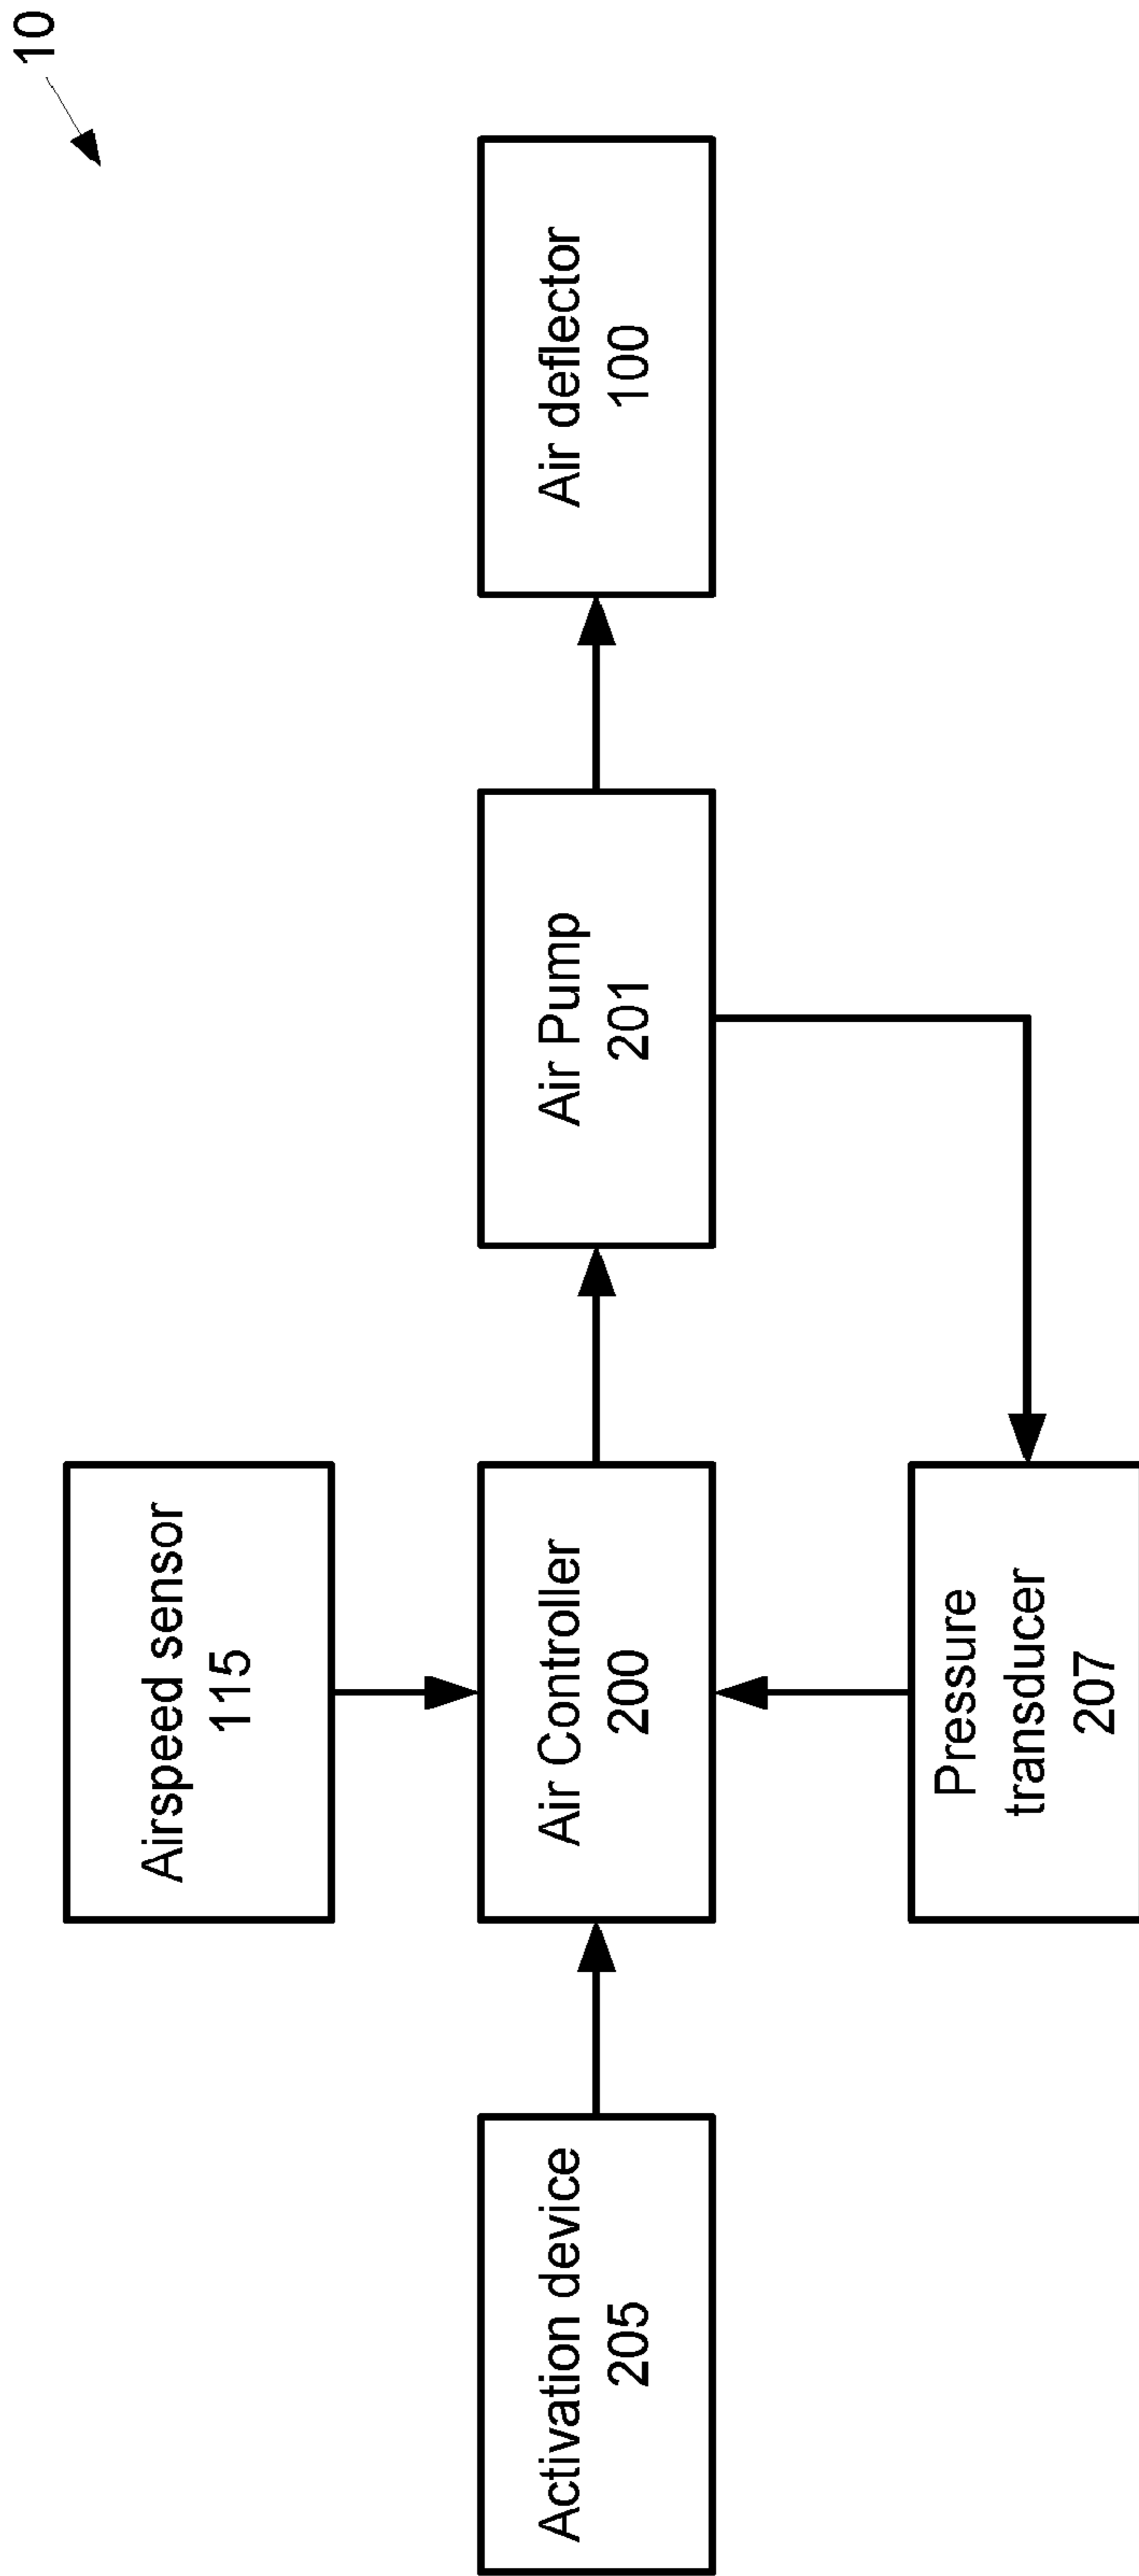 10
Airspeed sensor
115
Activation device
205
Air Controller
200
Air Pump
201
Air deflector
100
Pressure
transducer
207